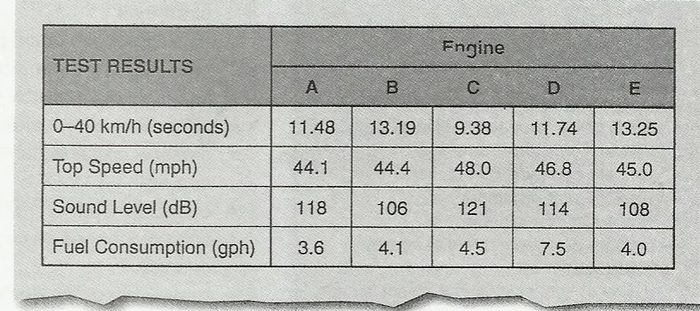 Engine
TEST RESULTS
A B C D E
0–40 km/h (seconds) 11.48 13.19 9.38 11.74 13.25
Top Speed (mph) 44.1 44.4 48.0 46.8 45.0
Sound Level (dB) 118 106 121 114 108
Fuel Consumption (gph) 3.6 4.1 4.5 7.5 4.0